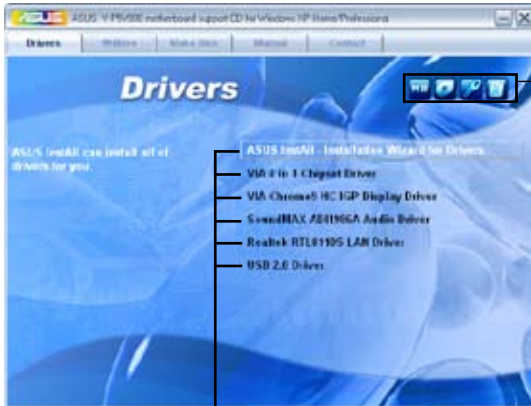 ASUS V-P5V900 motherboard support CD for Windows XP Home/Professional
Drivers Utilities Make Disk Manual Contact
Drivers
ASUS InstAll can install all of
drivers for you.
ASUS InstAll - Installation Wizard for Drivers
VIA 4 in 1 Chipset Driver
VIA Chrome9 HC IGP Display Driver
SoundMAX AD1986A Audio Driver
Realtek RTL8110S LAN Driver
USB 2.0 Driver